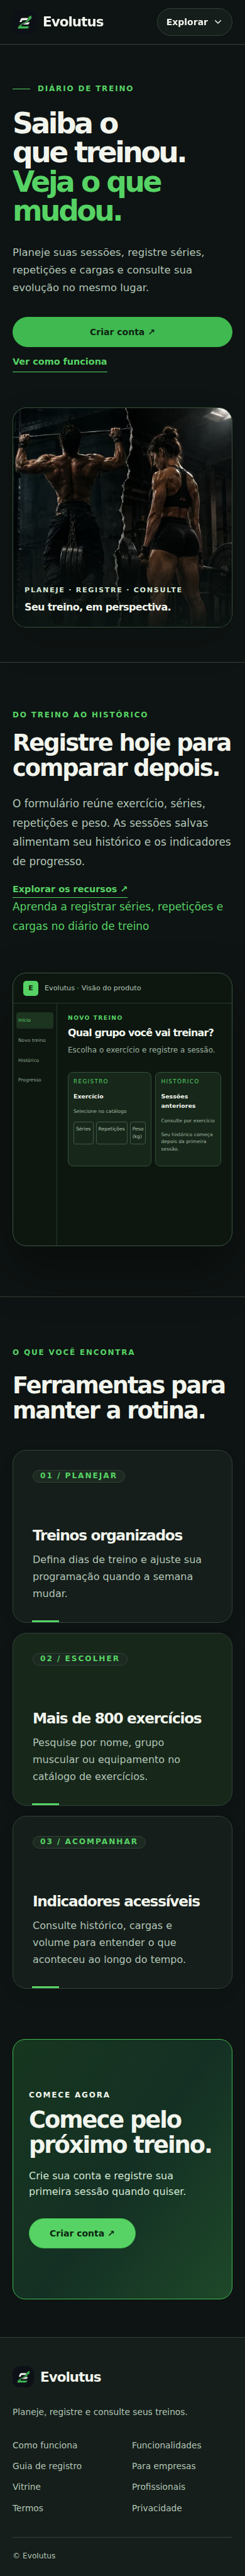 Evolutus
Explorar
DIÁRIO DE TREINO
Saiba o
que treinou.
Veja o que
mudou.
Planeje suas sessões, registre séries,
repetições e cargas e consulte sua
evolução no mesmo lugar.
Criar conta ↗
Ver como funciona
PLANEJE · REGISTRE · CONSULTE
Seu treino, em perspectiva.
DO TREINO AO HISTÓRICO
Registre hoje para
comparar depois.
O formulário reúne exercício, séries,
repetições e peso. As sessões salvas
alimentam seu histórico e os indicadores
de progresso.
Explorar os recursos ↗
Aprenda a registrar séries, repetições e
cargas no diário de treino
E
Evolutus · Visão do produto
Início
Novo treino
Histórico
Progresso
NOVO TREINO
Qual grupo você vai treinar?
Escolha o exercício e registre a sessão.
REGISTRO
Exercício
Selecione no catálogo
Séries
Repetições
Peso
(kg)
HISTÓRICO
Sessões
anteriores
Consulte por exercício
Seu histórico começa
depois da primeira
sessão.
O QUE VOCÊ ENCONTRA
Ferramentas para
manter a rotina.
01 / PLANEJAR
Treinos organizados
Defina dias de treino e ajuste sua
programação quando a semana
mudar.
02 / ESCOLHER
Mais de 800 exercícios
Pesquise por nome, grupo
muscular ou equipamento no
catálogo de exercícios.
03 / ACOMPANHAR
Indicadores acessíveis
Consulte histórico, cargas e
volume para entender o que
aconteceu ao longo do tempo.
COMECE AGORA
Comece pelo
próximo treino.
Crie sua conta e registre sua
primeira sessão quando quiser.
Criar conta ↗
Evolutus
Planeje, registre e consulte seus treinos.
Como funciona
Funcionalidades
Guia de registro
Para empresas
Vitrine
Profissionais
Termos
Privacidade
© Evolutus